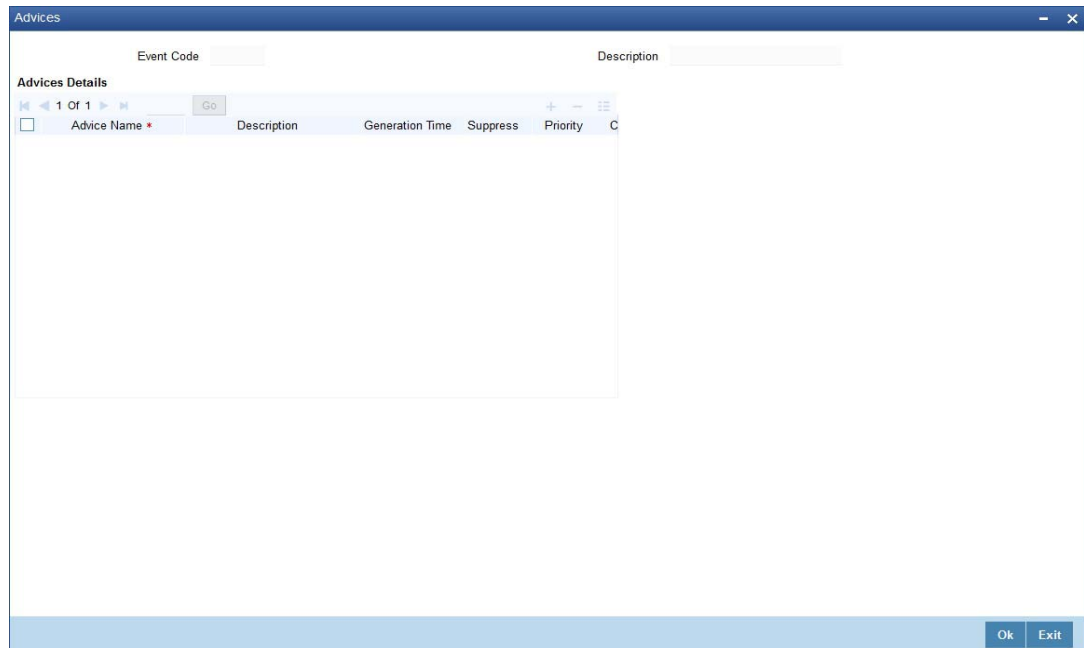 Advices
Event Code Description
Advices Details
1 Of 1 Go
Advice Name * Description Generation Time Suppress Priority C
Ok Exit